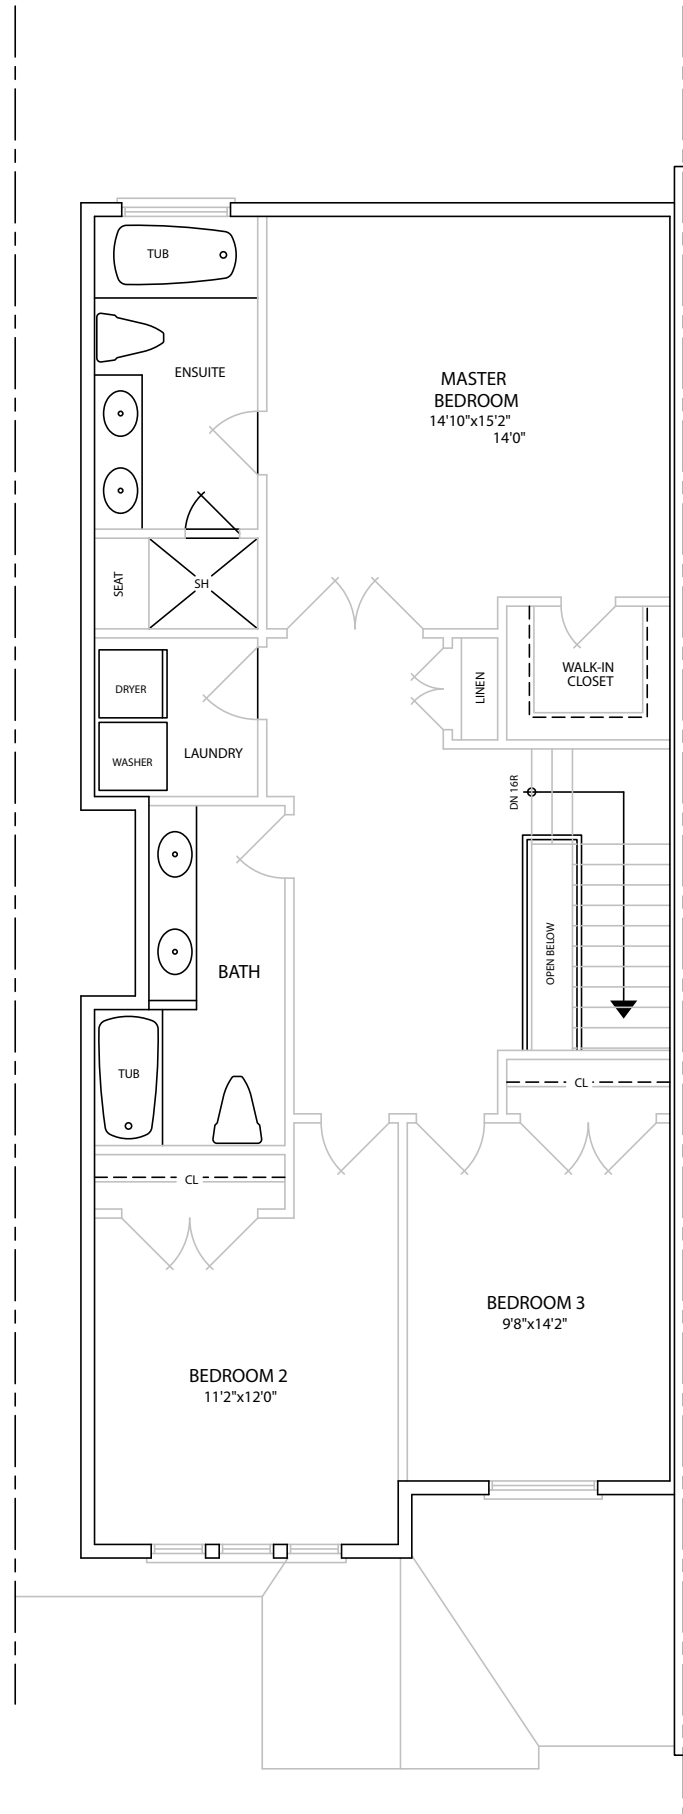 TUB
ENSUITE
MASTER
BEDROOM
14'10"x15'2"
14'0"
SEAT
SH
WALK-IN
CLOSET
LINEN
DRYER
LAUNDRY
WASHER
DN 16R
OPEN BELOW
BATH
TUB
CL
CL
BEDROOM 3
9'8"x14'2"
BEDROOM 2
11'2"x12'0"